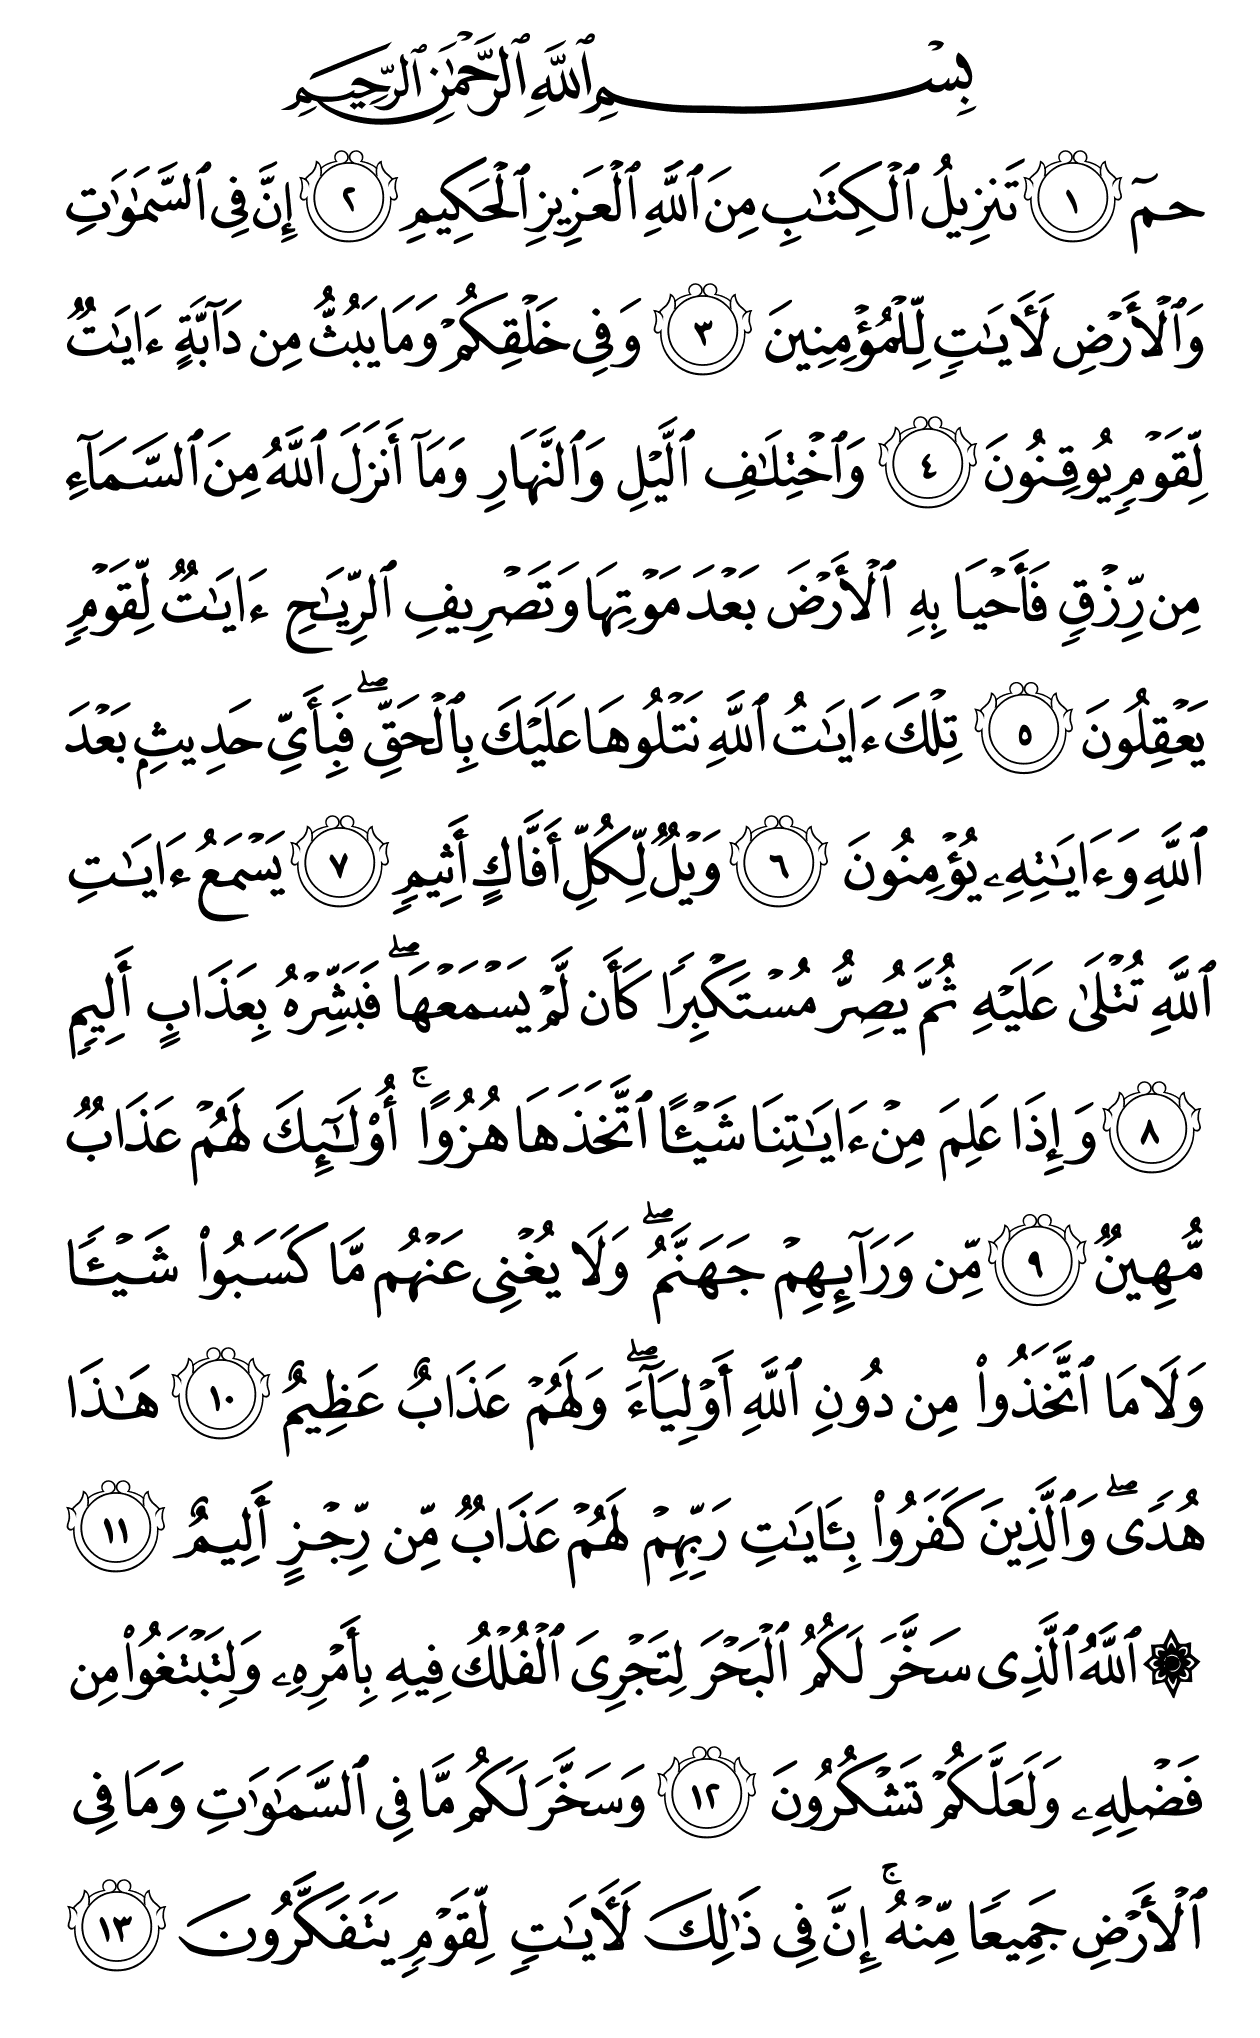 بِسْمِ ٱللَّهِ ٱلرَّحْمَٰنِ ٱلرَّحِيمِ
حمٓ ١ تَنزِيلُ ٱلْكِتَٰبِ مِنَ ٱللَّهِ ٱلْعَزِيزِ ٱلْحَكِيمِ ٢ إِنَّ فِى ٱلسَّمَٰوَٰتِ
وَٱلْأَرْضِ لَـَٔايَٰتٍ لِّلْمُؤْمِنِينَ ٣ وَفِى خَلْقِكُمْ وَمَا يَبُثُّ مِن دَآبَّةٍ ءَايَٰتٌ
لِّقَوْمٍ يُوقِنُونَ ٤ وَٱخْتِلَٰفِ ٱلَّيْلِ وَٱلنَّهَارِ وَمَآ أَنزَلَ ٱللَّهُ مِنَ ٱلسَّمَآءِ
مِن رِّزْقٍ فَأَحْيَا بِهِ ٱلْأَرْضَ بَعْدَ مَوْتِهَا وَتَصْرِيفِ ٱلرِّيَٰحِ ءَايَٰتٌ لِّقَوْمٍ
يَعْقِلُونَ ٥ تِلْكَ ءَايَٰتُ ٱللَّهِ نَتْلُوهَا عَلَيْكَ بِٱلْحَقِّ ۖ فَبِأَىِّ حَدِيثٍۭ بَعْدَ
ٱللَّهِ وَءَايَٰتِهِۦ يُؤْمِنُونَ ٦ وَيْلٌ لِّكُلِّ أَفَّاكٍ أَثِيمٍ ٧ يَسْمَعُ ءَايَٰتِ
ٱللَّهِ تُتْلَىٰ عَلَيْهِ ثُمَّ يُصِرُّ مُسْتَكْبِرًا كَأَن لَّمْ يَسْمَعْهَا ۖ فَبَشِّرْهُ بِعَذَابٍ أَلِيمٍ
٨ وَإِذَا عَلِمَ مِنْ ءَايَٰتِنَا شَيْـًٔا ٱتَّخَذَهَا هُزُوًا ۚ أُو۟لَٰٓئِكَ لَهُمْ عَذَابٌ
مُّهِينٌ ٩ مِّن وَرَآئِهِمْ جَهَنَّمُ ۖ وَلَا يُغْنِى عَنْهُم مَّا كَسَبُوا۟ شَيْـًٔا
وَلَا مَا ٱتَّخَذُوا۟ مِن دُونِ ٱللَّهِ أَوْلِيَآءَ ۖ وَلَهُمْ عَذَابٌ عَظِيمٌ ١٠ هَٰذَا
هُدًى ۖ وَٱلَّذِينَ كَفَرُوا۟ بِـَٔايَٰتِ رَبِّهِمْ لَهُمْ عَذَابٌ مِّن رِّجْزٍ أَلِيمٌ ١١
۞ ٱللَّهُ ٱلَّذِى سَخَّرَ لَكُمُ ٱلْبَحْرَ لِتَجْرِىَ ٱلْفُلْكُ فِيهِ بِأَمْرِهِۦ وَلِتَبْتَغُوا۟ مِن
فَضْلِهِۦ وَلَعَلَّكُمْ تَشْكُرُونَ ١٢ وَسَخَّرَ لَكُم مَّا فِى ٱلسَّمَٰوَٰتِ وَمَا فِى
ٱلْأَرْضِ جَمِيعًا مِّنْهُ ۚ إِنَّ فِى ذَٰلِكَ لَـَٔايَٰتٍ لِّقَوْمٍ يَتَفَكَّرُونَ ١٣